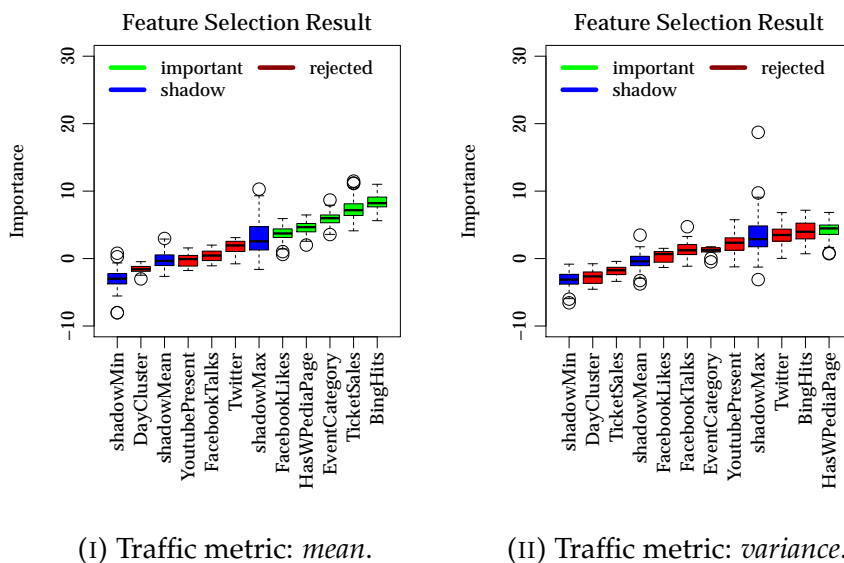 Feature Selection Result
Importance
30
20
10
0
−10
important
rejected
shadow
shadowMin
DayCluster
shadowMean
YoutubePresent
FacebookTalks
Twitter
shadowMax
FacebookLikes
HasWPediaPage
EventCategory
TicketSales
BingHits
(I) Traffic metric: mean.
Feature Selection Result
Importance
30
20
10
0
−10
important
rejected
shadow
shadowMin
DayCluster
TicketSales
shadowMean
FacebookLikes
FacebookTalks
EventCategory
YoutubePresent
shadowMax
Twitter
BingHits
HasWPediaPage
(II) Traffic metric: variance.